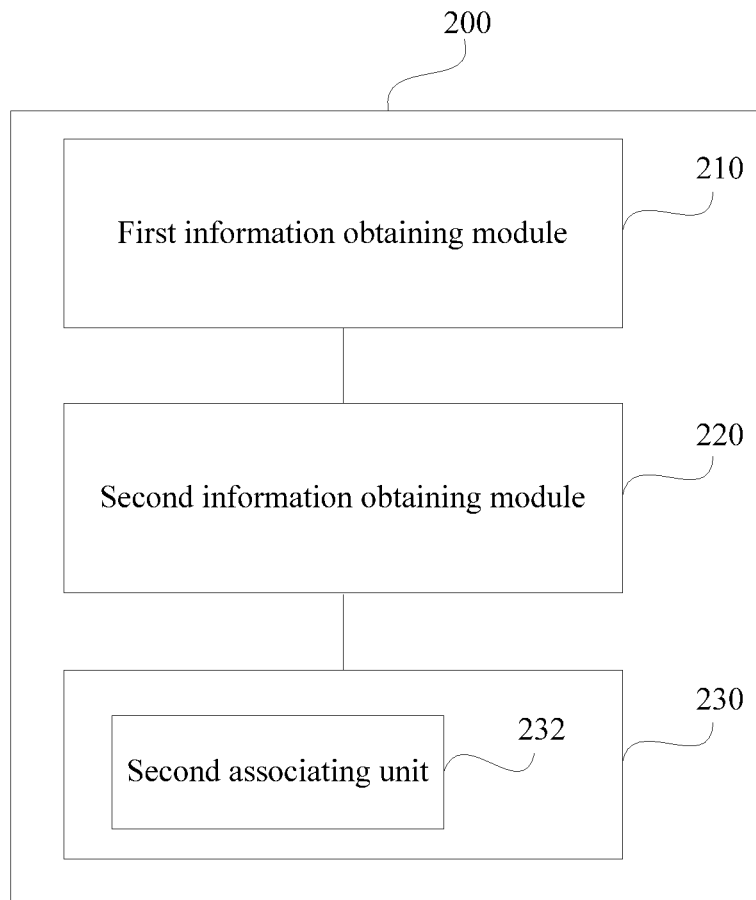 200
First information obtaining module
210
Second information obtaining module
220
230
Second associating unit
232